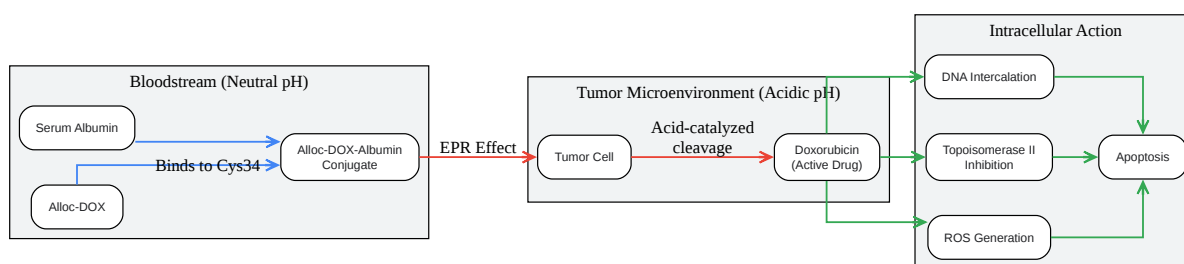 Bloodstream (Neutral pH)
Serum Albumin
Binds to Cys34
Alloc-DOX
Alloc-DOX-Albumin
Conjugate
EPR Effect
Tumor Microenvironment (Acidic pH)
Tumor Cell
Acid-catalyzed
cleavage
Doxorubicin
(Active Drug)
Intracellular Action
DNA Intercalation
Topoisomerase II
Inhibition
ROS Generation
Apoptosis